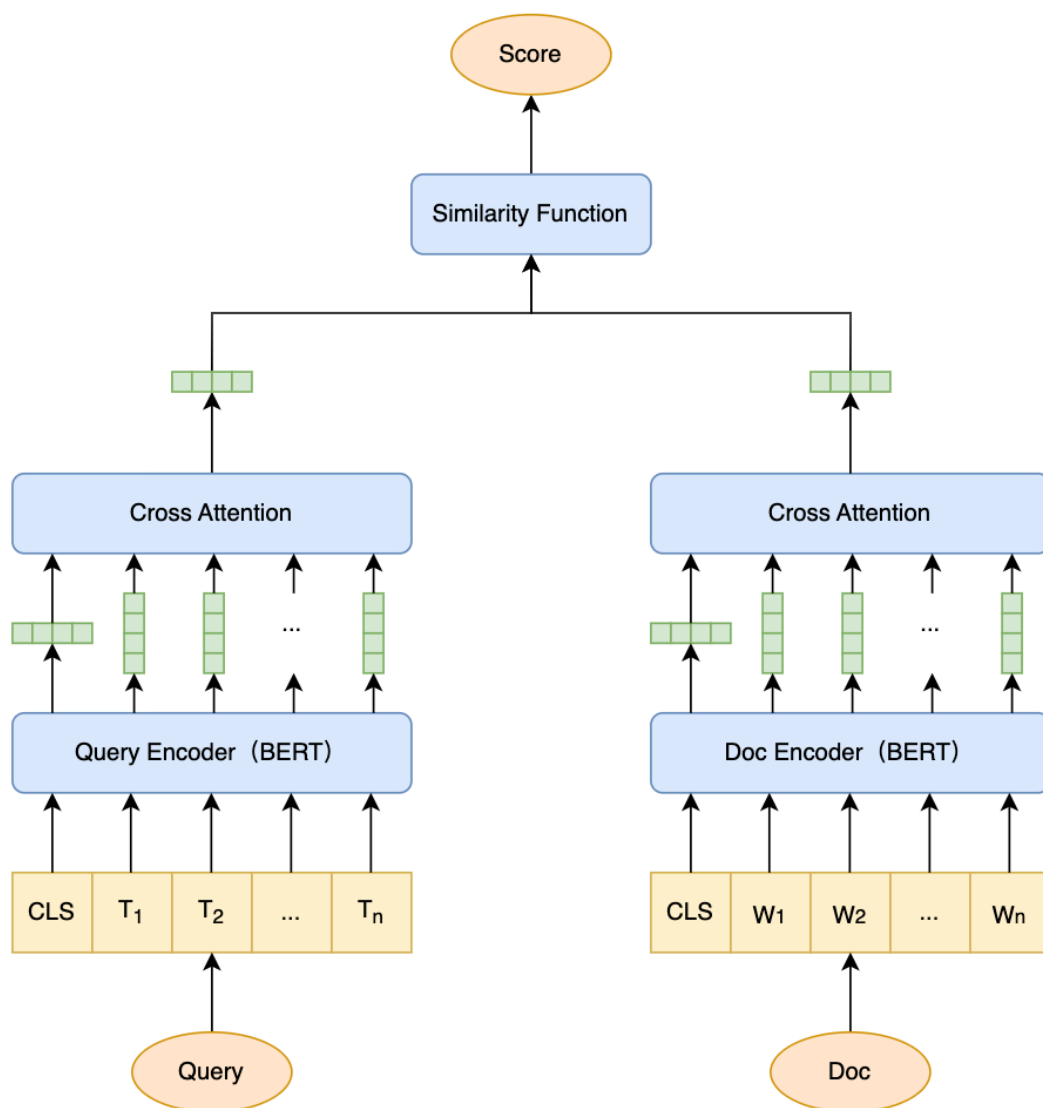 Score
Similarity Function
Cross Attention Cross Attention
... ...
Query Encoder（BERT） Doc Encoder（BERT）
CLS T1 T2 ... Tn CLS W1 W2 ... Wn
Query Doc